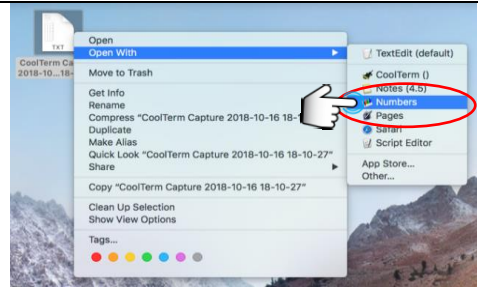 TXT
CoolTerm Ca
2018-10...18-
Open
Open With
Move to Trash
Get Info
Rename
Compress “CoolTerm Capture 2018-10-16 18-1
Duplicate
Make Alias
Quick Look “CoolTerm Capture 2018-10-16 18-10-27”
Share
Copy “CoolTerm Capture 2018-10-16 18-10-27”
Clean Up Selection
Show View Options
Tags...
TextEdit (default)
CoolTerm ()
Notes (4.5)
Numbers
Pages
Safari
Script Editor
App Store...
Other...